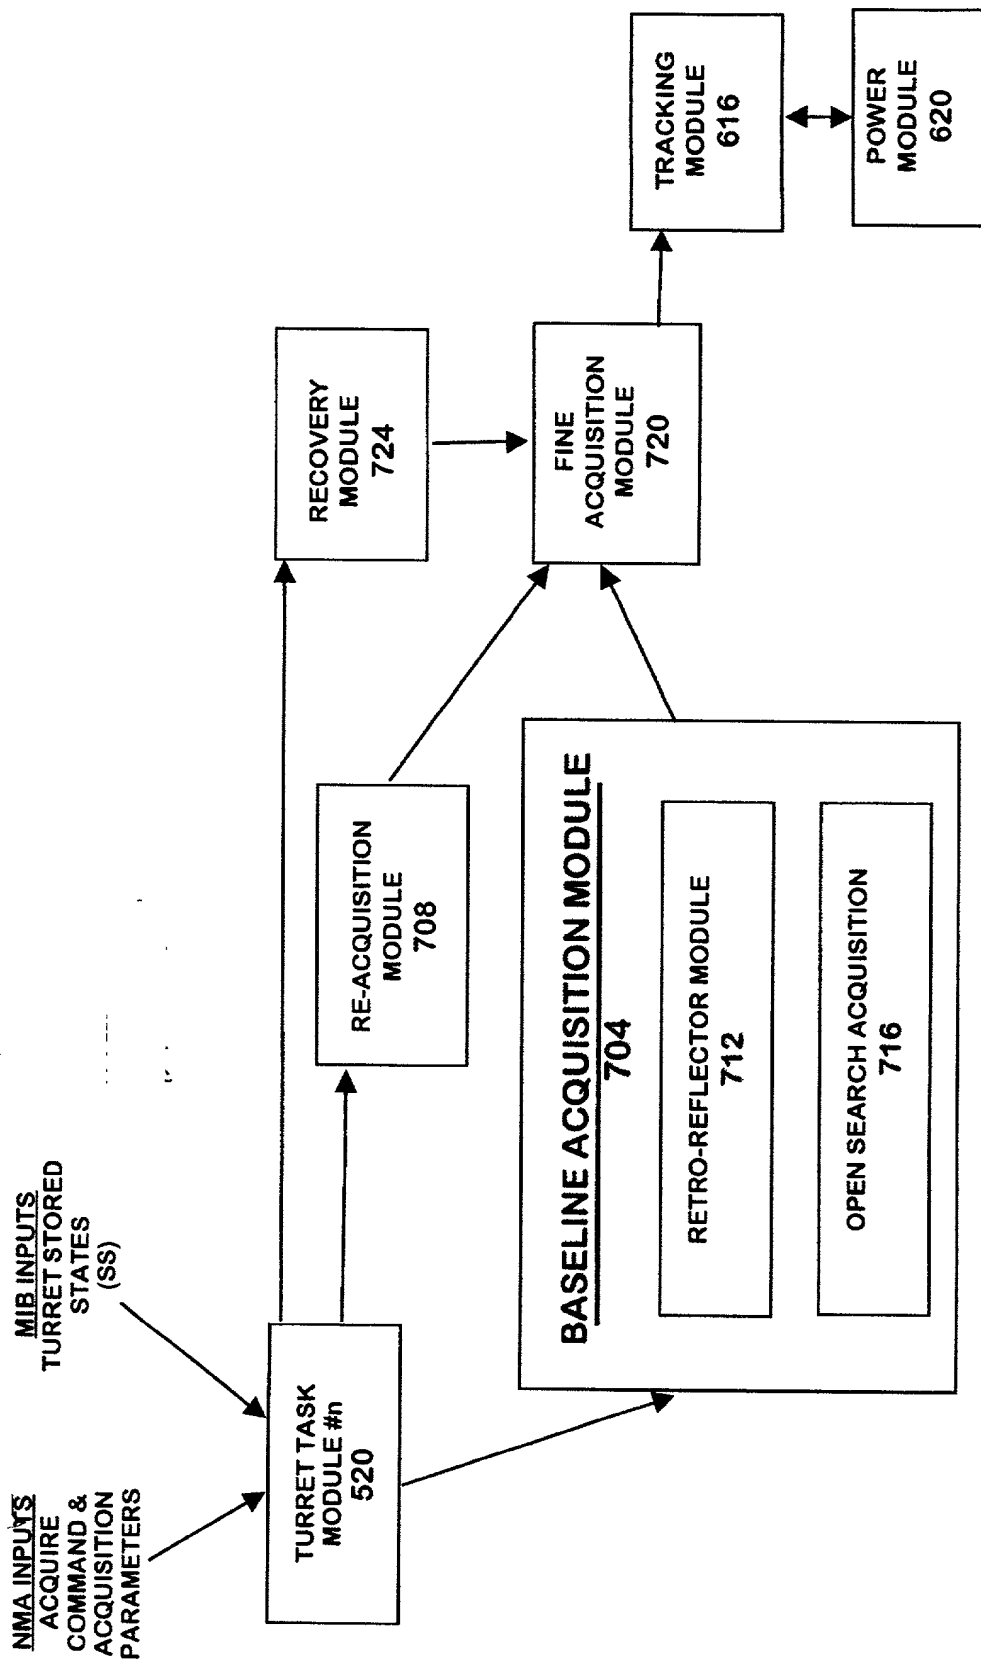 NMA INPUTS
ACQUIRE
COMMAND &
ACQUISITION
PARAMETERS
MIB INPUTS
TURRET STORED
STATES
(SS)
TURRET TASK
MODULE #n
520
RE-ACQUISITION
MODULE
708
RECOVERY
MODULE
724
BASELINE ACQUISITION MODULE
704
RETRO-REFLECTOR MODULE
712
OPEN SEARCH ACQUISITION
716
FINE
ACQUISITION
MODULE
720
TRACKING
MODULE
616
POWER
MODULE
620